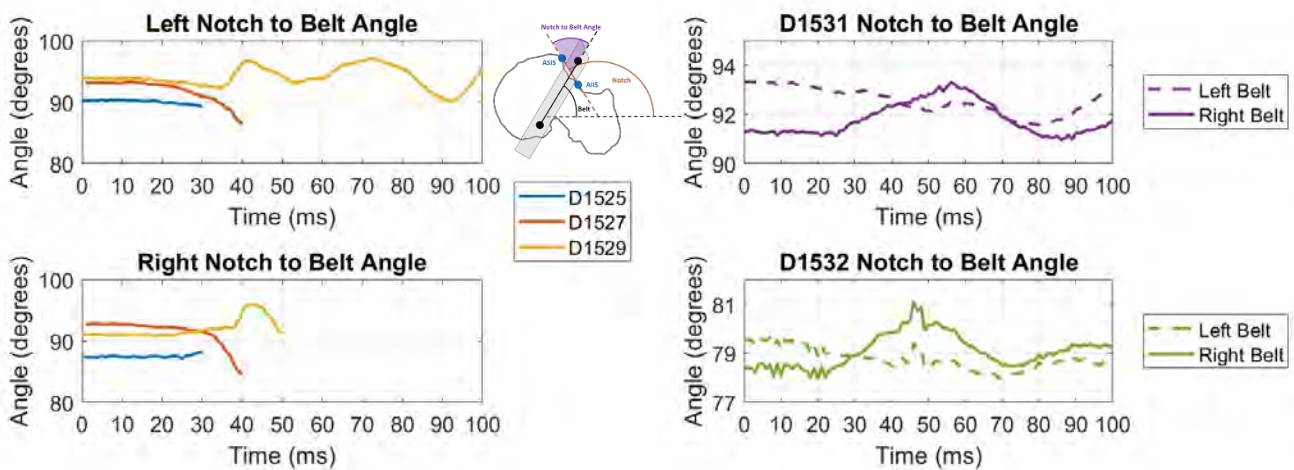 Left Notch to Belt Angle
Angle (degrees)
100
90
80
0 10 20 30 40 50 60 70 80 90 100
Time (ms)
Notch to Belt Angle
ASIS
AIIS
Notch
Belt
D1525
D1527
D1529
Right Notch to Belt Angle
Angle (degrees)
100
90
80
0 10 20 30 40 50 60 70 80 90 100
Time (ms)
D1531 Notch to Belt Angle
Angle (degrees)
94
92
90
0 10 20 30 40 50 60 70 80 90 100
Time (ms)
Left Belt
Right Belt
D1532 Notch to Belt Angle
Angle (degrees)
81
79
77
0 10 20 30 40 50 60 70 80 90 100
Time (ms)
Left Belt
Right Belt